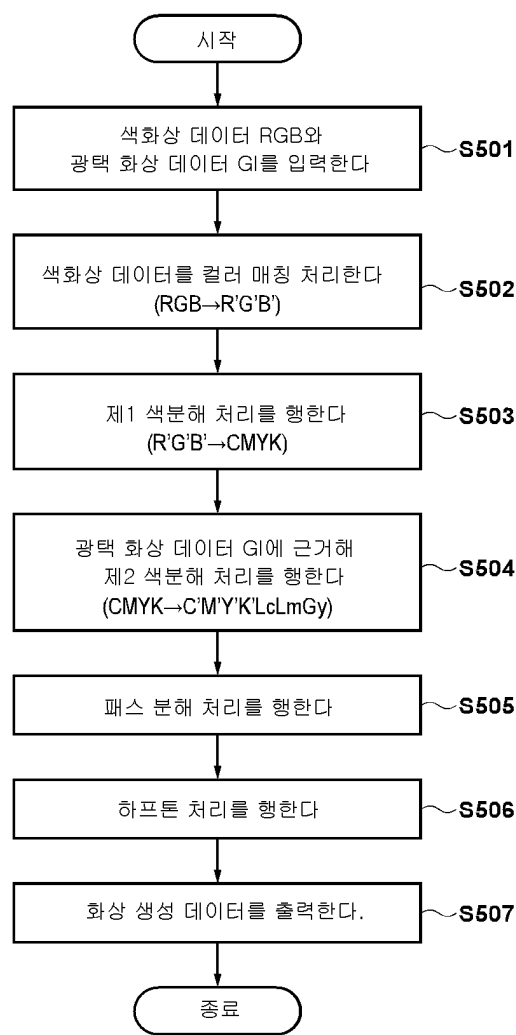 시작
색화상 데이터 RGB와
광택 화상 데이터 GI를 입력한다
S501
색화상 데이터를 컬러 매칭 처리한다
(RGB→R'G'B')
S502
제1 색분해 처리를 행한다
(R'G'B'→CMYK)
S503
광택 화상 데이터 GI에 근거해
제2 색분해 처리를 행한다
(CMYK→C'M'Y'K'LcLmGy)
S504
패스 분해 처리를 행한다
S505
하프톤 처리를 행한다
S506
화상 생성 데이터를 출력한다.
S507
종료